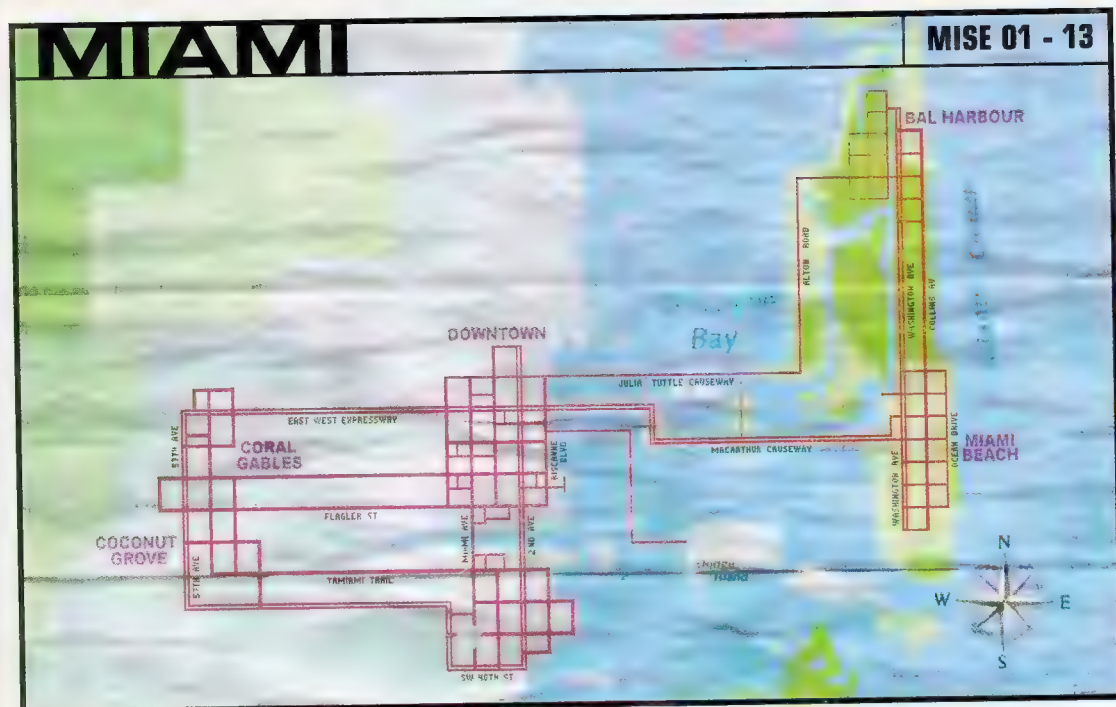 MIAMI
MISE 01 - 13
BAL HARBOUR
ALTON ROAD
WASHINGTON AVE
COLLINS AV
DOWNTOWN
Bay
JULIA TUTTLE CAUSEWAY
EAST WEST EXPRESSWAY
57TH AVE
CORAL
GABLES
BISCAYNE
BLVD
MACARTHUR CAUSEWAY
OCEAN DRIVE
MIAMI
BEACH
WASHINGTON AVE
FLAGLER ST
MIAMI AVE
2ND AVE
COCONUT
GROVE
57TH AVE
TAMIAMI TRAIL
Dodge
Island
N
W
E
S
SW 40TH ST